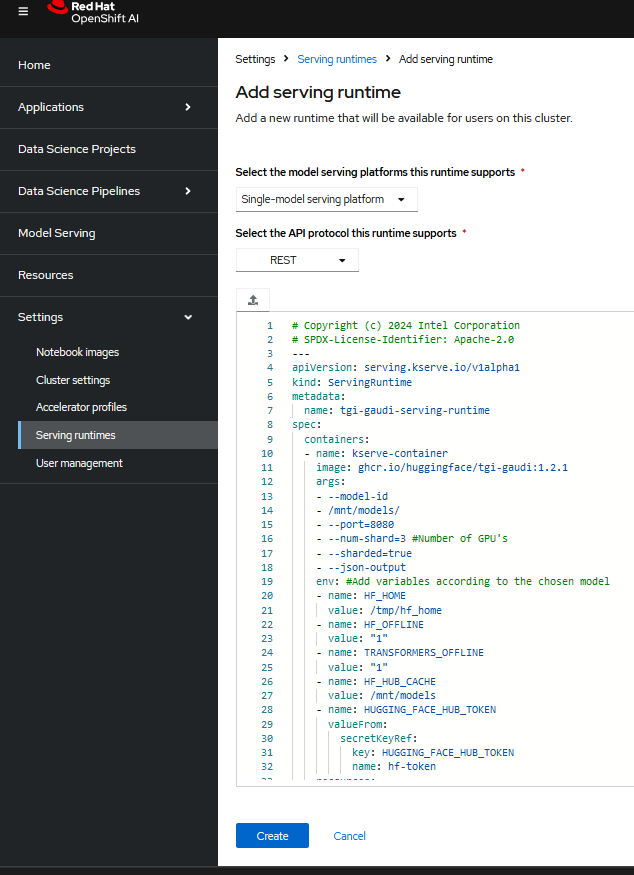 Red Hat
OpenShift AI
Home
Applications
Data Science Projects
Data Science Pipelines
Model Serving
Resources
Settings
Notebook images
Cluster settings
Accelerator profiles
Serving runtimes
User management
Settings > Serving runtimes > Add serving runtime
Add serving runtime
Add a new runtime that will be available for users on this cluster.
Select the model serving platforms this runtime supports *
Single-model serving platform
Select the API protocol this runtime supports *
REST
1 # Copyright (c) 2024 Intel Corporation
2 # SPDX-License-Identifier: Apache-2.0
3 ---
4 apiVersion: serving.kserve.io/v1alpha1
5 kind: ServingRuntime
6 metadata:
7 name: tgi-gaudi-serving-runtime
8 spec:
9 containers:
10 - name: kserve-container
11 image: ghcr.io/huggingface/tgi-gaudi:1.2.1
12 args:
13 - --model-id
14 - /mnt/models/
15 - --port=8080
16 - --num-shard=3 #Number of GPU's
17 - --sharded=true
18 - --json-output
19 env: #Add variables according to the chosen model
20 - name: HF_HOME
21 value: /tmp/hf_home
22 - name: HF_OFFLINE
23 value: "1"
24 - name: TRANSFORMERS_OFFLINE
25 value: "1"
26 - name: HF_HUB_CACHE
27 value: /mnt/models
28 - name: HUGGING_FACE_HUB_TOKEN
29 valueFrom:
30 secretKeyRef:
31 key: HUGGING_FACE_HUB_TOKEN
32 name: hf-token
Create
Cancel